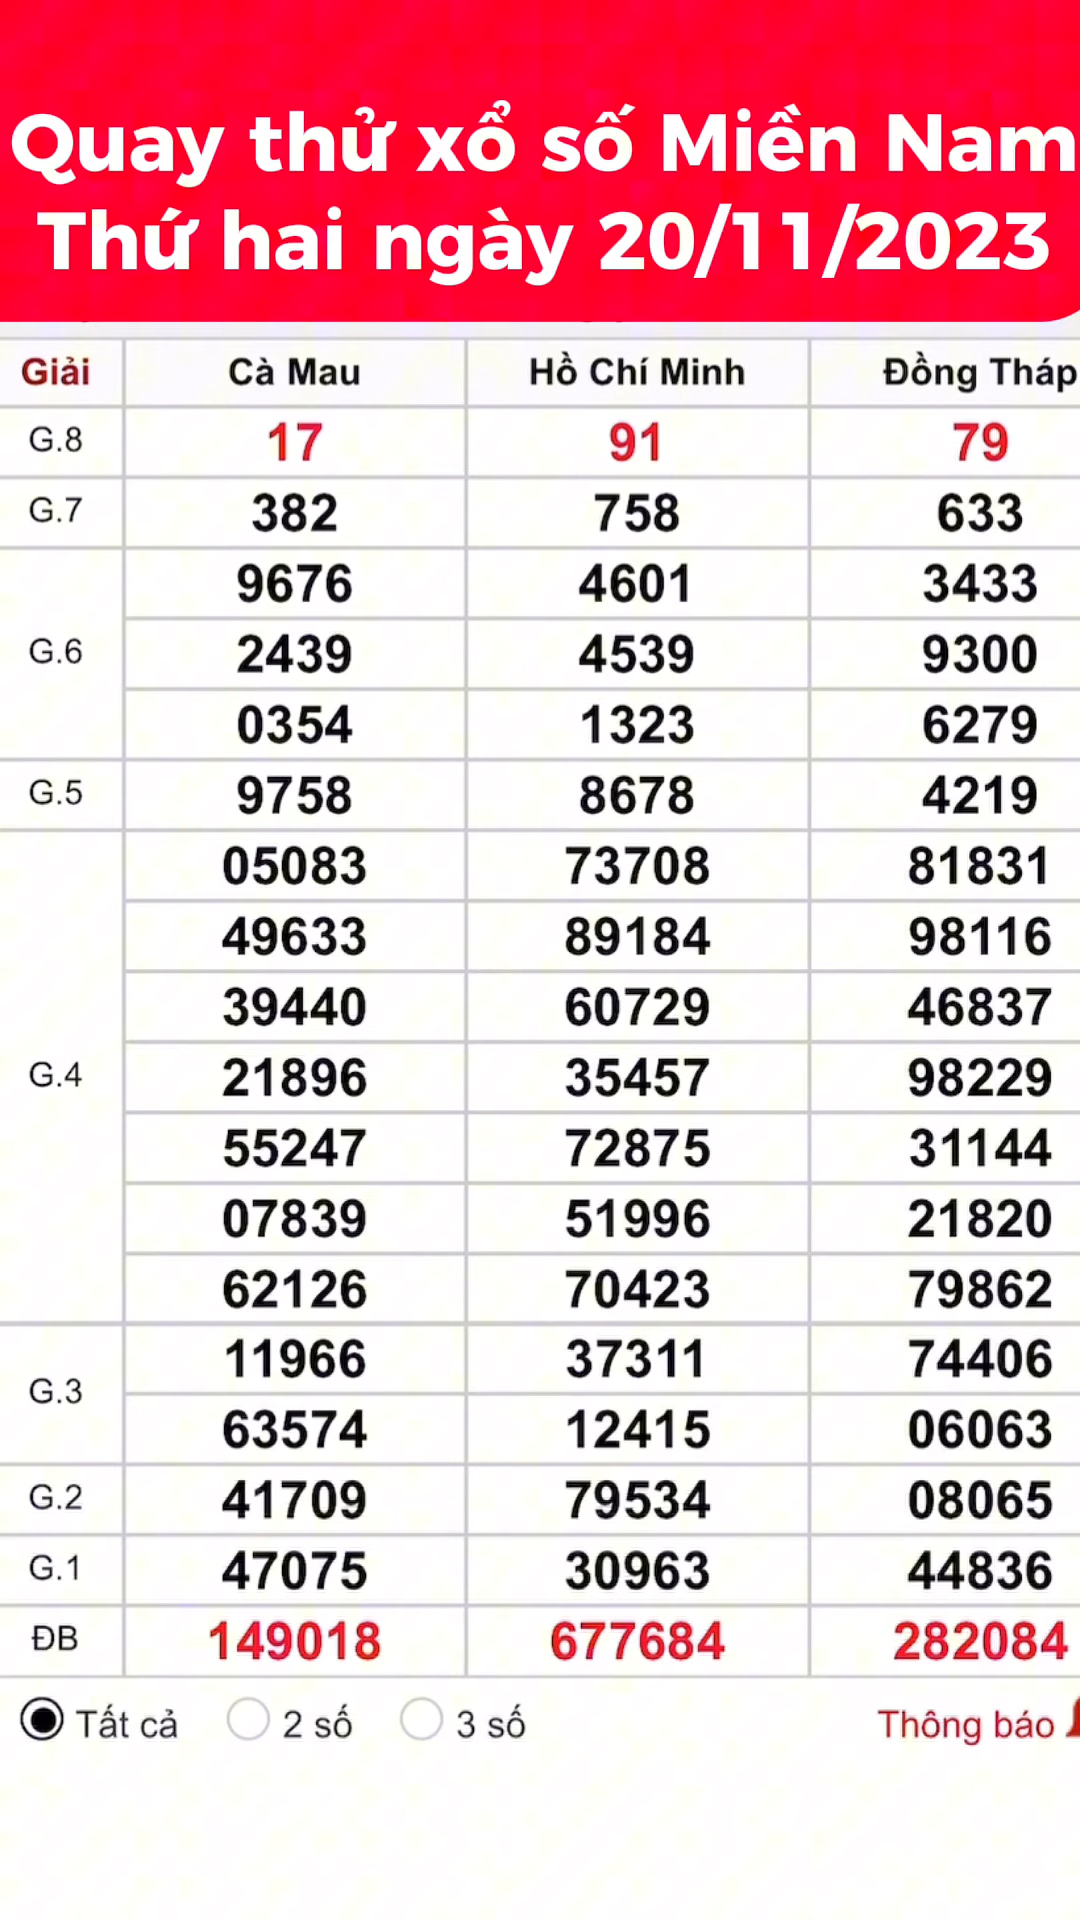 Quay thử xổ số Miền Nam
Thứ hai ngày 20/11/2023
Giải Cà Mau Hồ Chí Minh Đồng Tháp
G.8 17 91 79
G.7 382 758 633
9676 4601 3433
G.6 2439 4539 9300
0354 1323 6279
G.5 9758 8678 4219
05083 73708 81831
49633 89184 98116
39440 60729 46837
G.4 21896 35457 98229
55247 72875 31144
07839 51996 21820
62126 70423 79862
G.3 11966 37311 74406
63574 12415 06063
G.2 41709 79534 08065
G.1 47075 30963 44836
ĐB 149018 677684 282084
Tất cả 2 số 3 số Thông báo